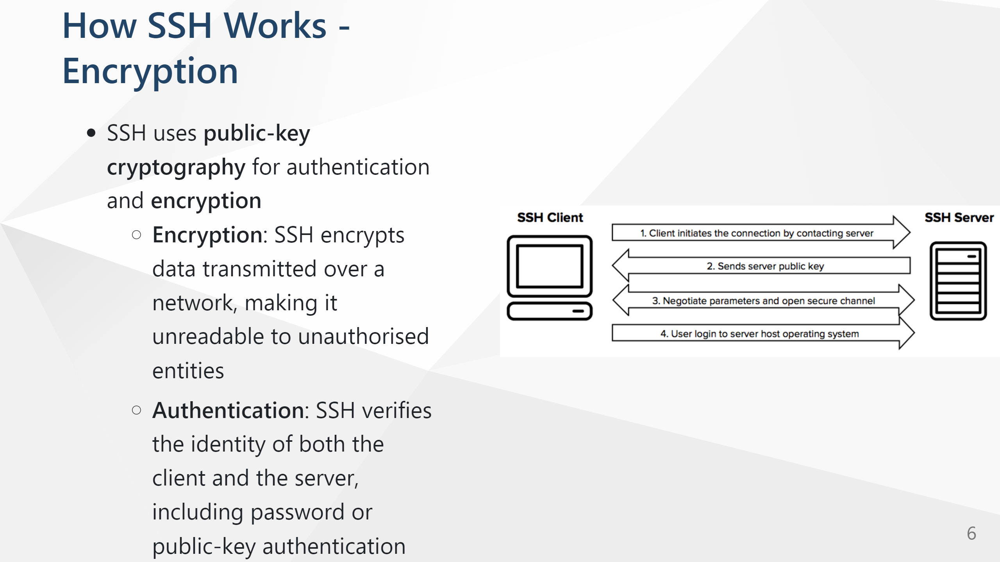 How SSH Works -
Encryption
• SSH uses public-key
cryptography for authentication
and encryption
○ Encryption: SSH encrypts
data transmitted over a
network, making it
unreadable to unauthorised
entities
○ Authentication: SSH verifies
the identity of both the
client and the server,
including password or
public-key authentication
SSH Client
SSH Server
1. Client initiates the connection by contacting server
2. Sends server public key
3. Negotiate parameters and open secure channel
4. User login to server host operating system
6